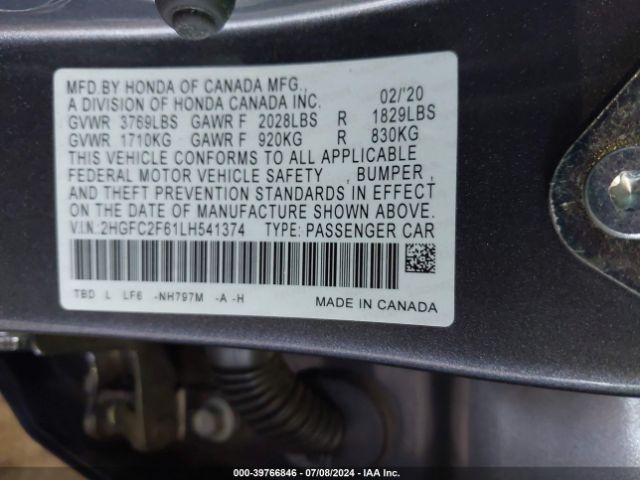 MFD.BY HONDA OF CANADA MFG.,
A DIVISION OF HONDA CANADA INC. 02/'20
GVWR 3769LBS GAWR F 2028LBS R 1829LBS
GVWR 1710KG GAWR F 920KG R 830KG
THIS VEHICLE CONFORMS TO ALL APPLICABLE
FEDERAL MOTOR VEHICLE SAFETY , BUMPER ,
AND THEFT PREVENTION STANDARDS IN EFFECT
ON THE DATE OF MANUFACTURE SHOWN ABOVE.
V.I.N.:2HGFC2F61LH541374 TYPE: PASSENGER CAR
TBD L LF6 -NH797M -A -H
MADE IN CANADA
000-39766846 / 07/08/2024 - IAA Inc.